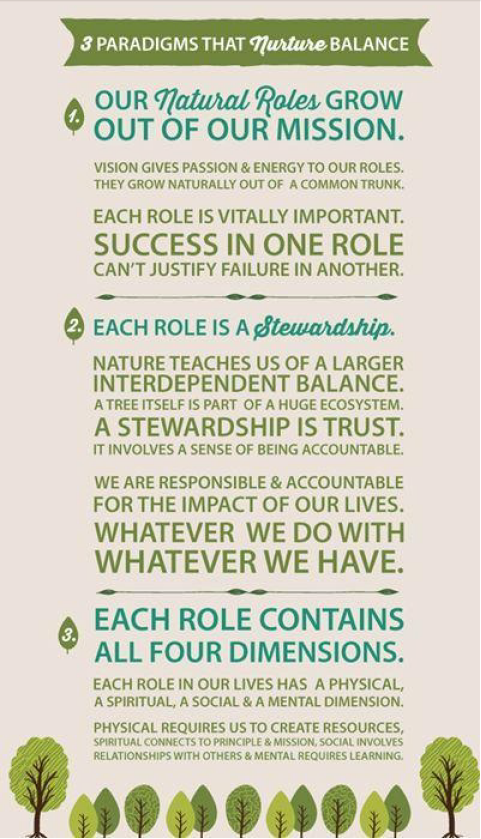 3 PARADIGMS THAT Nurture BALANCE
1.
OUR Natural Roles GROW
OUT OF OUR MISSION.
VISION GIVES PASSION & ENERGY TO OUR ROLES.
THEY GROW NATURALLY OUT OF A COMMON TRUNK.
EACH ROLE IS VITALLY IMPORTANT.
SUCCESS IN ONE ROLE
CAN'T JUSTIFY FAILURE IN ANOTHER.
2. EACH ROLE IS A Stewardship.
NATURE TEACHES US OF A LARGER
INTERDEPENDENT BALANCE.
A TREE ITSELF IS PART OF A HUGE ECOSYSTEM.
A STEWARDSHIP IS TRUST.
IT INVOLVES A SENSE OF BEING ACCOUNTABLE.
WE ARE RESPONSIBLE & ACCOUNTABLE
FOR THE IMPACT OF OUR LIVES.
WHATEVER WE DO WITH
WHATEVER WE HAVE.
3.
EACH ROLE CONTAINS
ALL FOUR DIMENSIONS.
EACH ROLE IN OUR LIVES HAS A PHYSICAL,
A SPIRITUAL, A SOCIAL & A MENTAL DIMENSION.
PHYSICAL REQUIRES US TO CREATE RESOURCES,
SPIRITUAL CONNECTS TO PRINCIPLE & MISSION, SOCIAL INVOLVES
RELATIONSHIPS WITH OTHERS & MENTAL REQUIRES LEARNING.